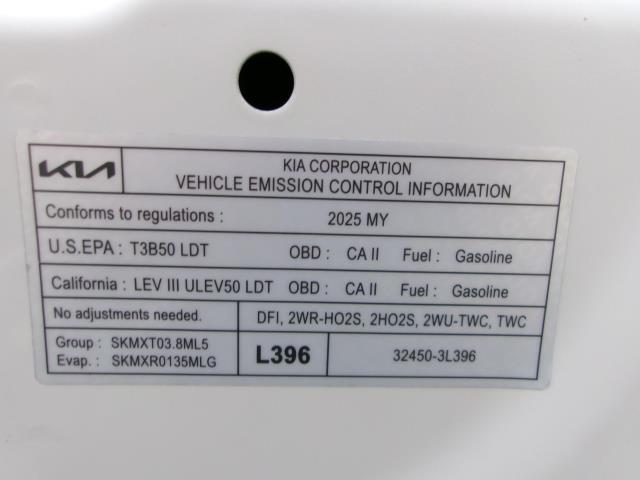 KIA
KIA CORPORATION
VEHICLE EMISSION CONTROL INFORMATION
Conforms to regulations : 2025 MY
U.S.EPA : T3B50 LDT OBD : CA II Fuel : Gasoline
California : LEV III ULEV50 LDT OBD : CA II Fuel : Gasoline
No adjustments needed. DFI, 2WR-HO2S, 2HO2S, 2WU-TWC, TWC
Group : SKMXT03.8ML5
Evap. : SKMXR0135MLG
L396
32450-3L396